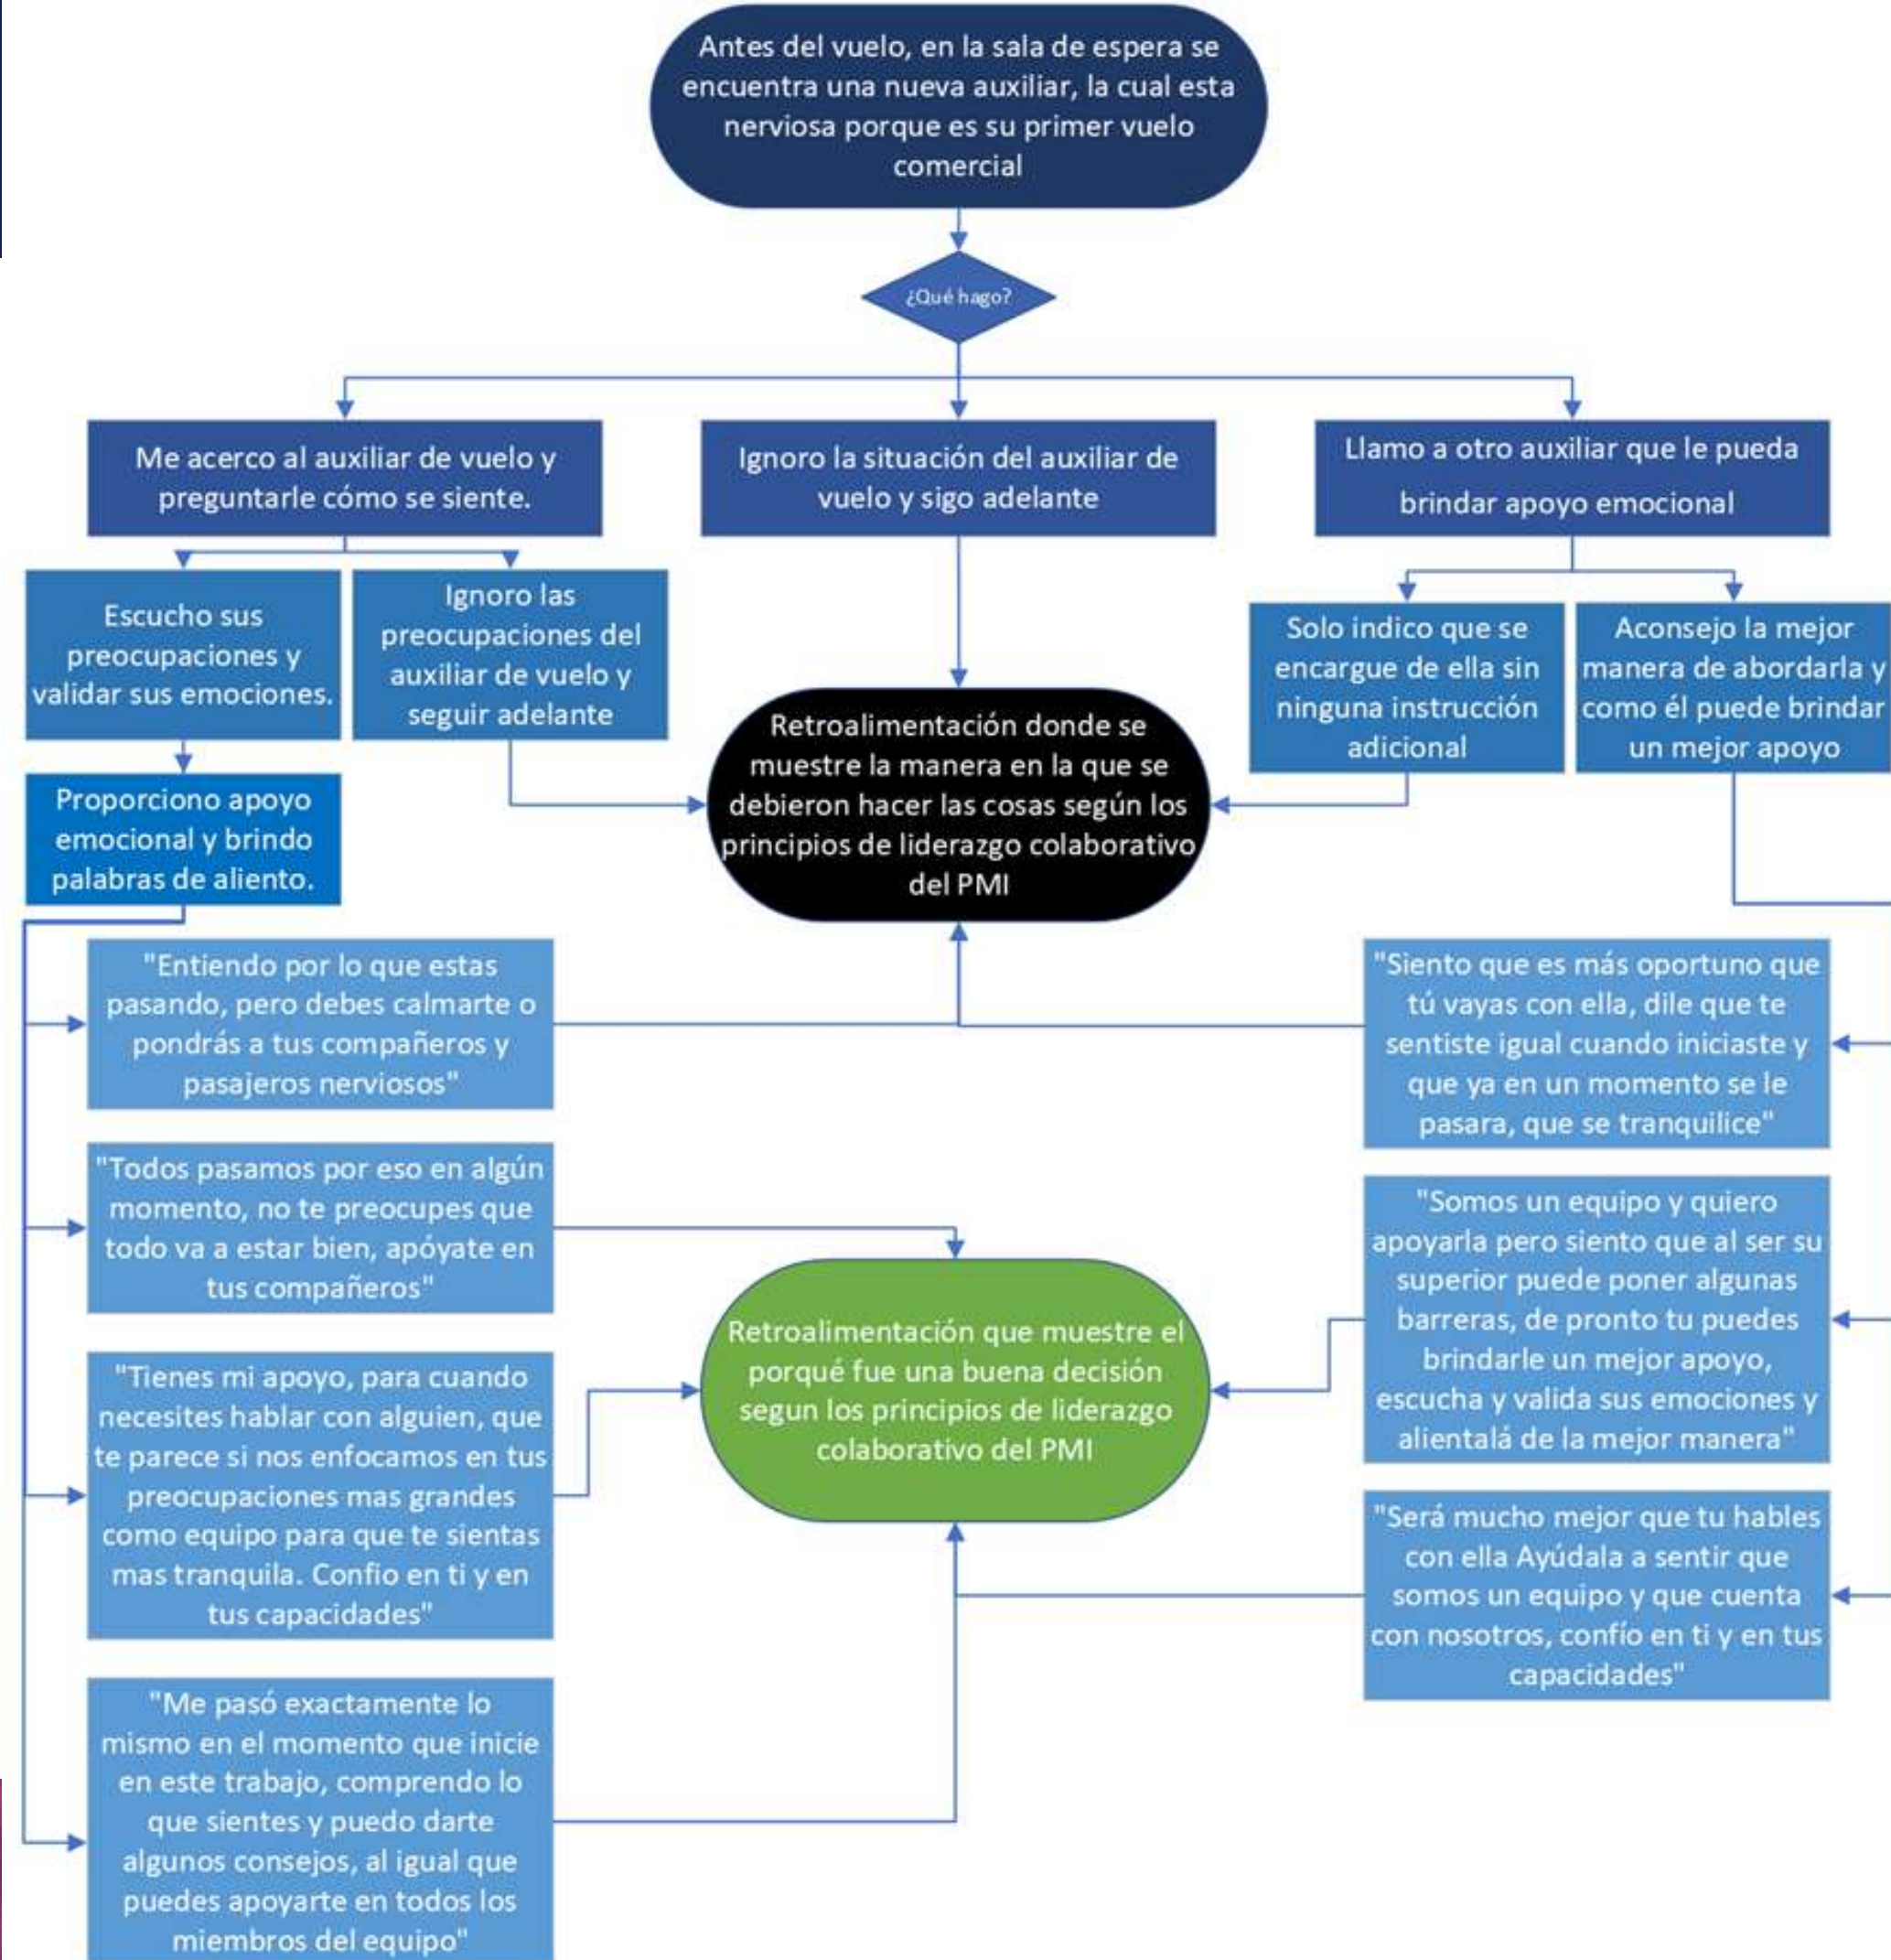 Antes del vuelo, en la sala de espera se
encuentra una nueva auxiliar, la cual esta
nerviosa porque es su primer vuelo
comercial
¿Qué hago?
Me acerco al auxiliar de vuelo y
preguntarle cómo se siente.
Ignoro la situación del auxiliar de
vuelo y sigo adelante
Llamo a otro auxiliar que le pueda
brindar apoyo emocional
Escucho sus
preocupaciones y
validar sus emociones.
Ignoro las
preocupaciones del
auxiliar de vuelo y
seguir adelante
Solo indico que se
encargue de ella sin
ninguna instrucción
adicional
Aconsejo la mejor
manera de abordarla y
como él puede brindar
un mejor apoyo
Retroalimentación donde se
muestre la manera en la que se
debieron hacer las cosas según los
principios de liderazgo colaborativo
del PMI
Proporciono apoyo
emocional y brindo
palabras de aliento.
"Entiendo por lo que estas
pasando, pero debes calmarte o
pondrás a tus compañeros y
pasajeros nerviosos"
"Siento que es más oportuno que
tú vayas con ella, dile que te
sentiste igual cuando iniciaste y
que ya en un momento se le
pasara, que se tranquilice"
"Todos pasamos por eso en algún
momento, no te preocupes que
todo va a estar bien, apóyate en
tus compañeros"
"Somos un equipo y quiero
apoyarla pero siento que al ser su
superior puede poner algunas
barreras, de pronto tu puedes
brindarle un mejor apoyo,
escucha y valida sus emociones y
alientalá de la mejor manera"
Retroalimentación que muestre el
porqué fue una buena decisión
segun los principios de liderazgo
colaborativo del PMI
"Tienes mi apoyo, para cuando
necesites hablar con alguien, que
te parece si nos enfocamos en tus
preocupaciones mas grandes
como equipo para que te sientas
mas tranquila. Confio en ti y en
tus capacidades"
"Será mucho mejor que tu hables
con ella Ayúdala a sentir que
somos un equipo y que cuenta
con nosotros, confío en ti y en tus
capacidades"
"Me pasó exactamente lo
mismo en el momento que inicie
en este trabajo, comprendo lo
que sientes y puedo darte
algunos consejos, al igual que
puedes apoyarte en todos los
miembros del equipo"